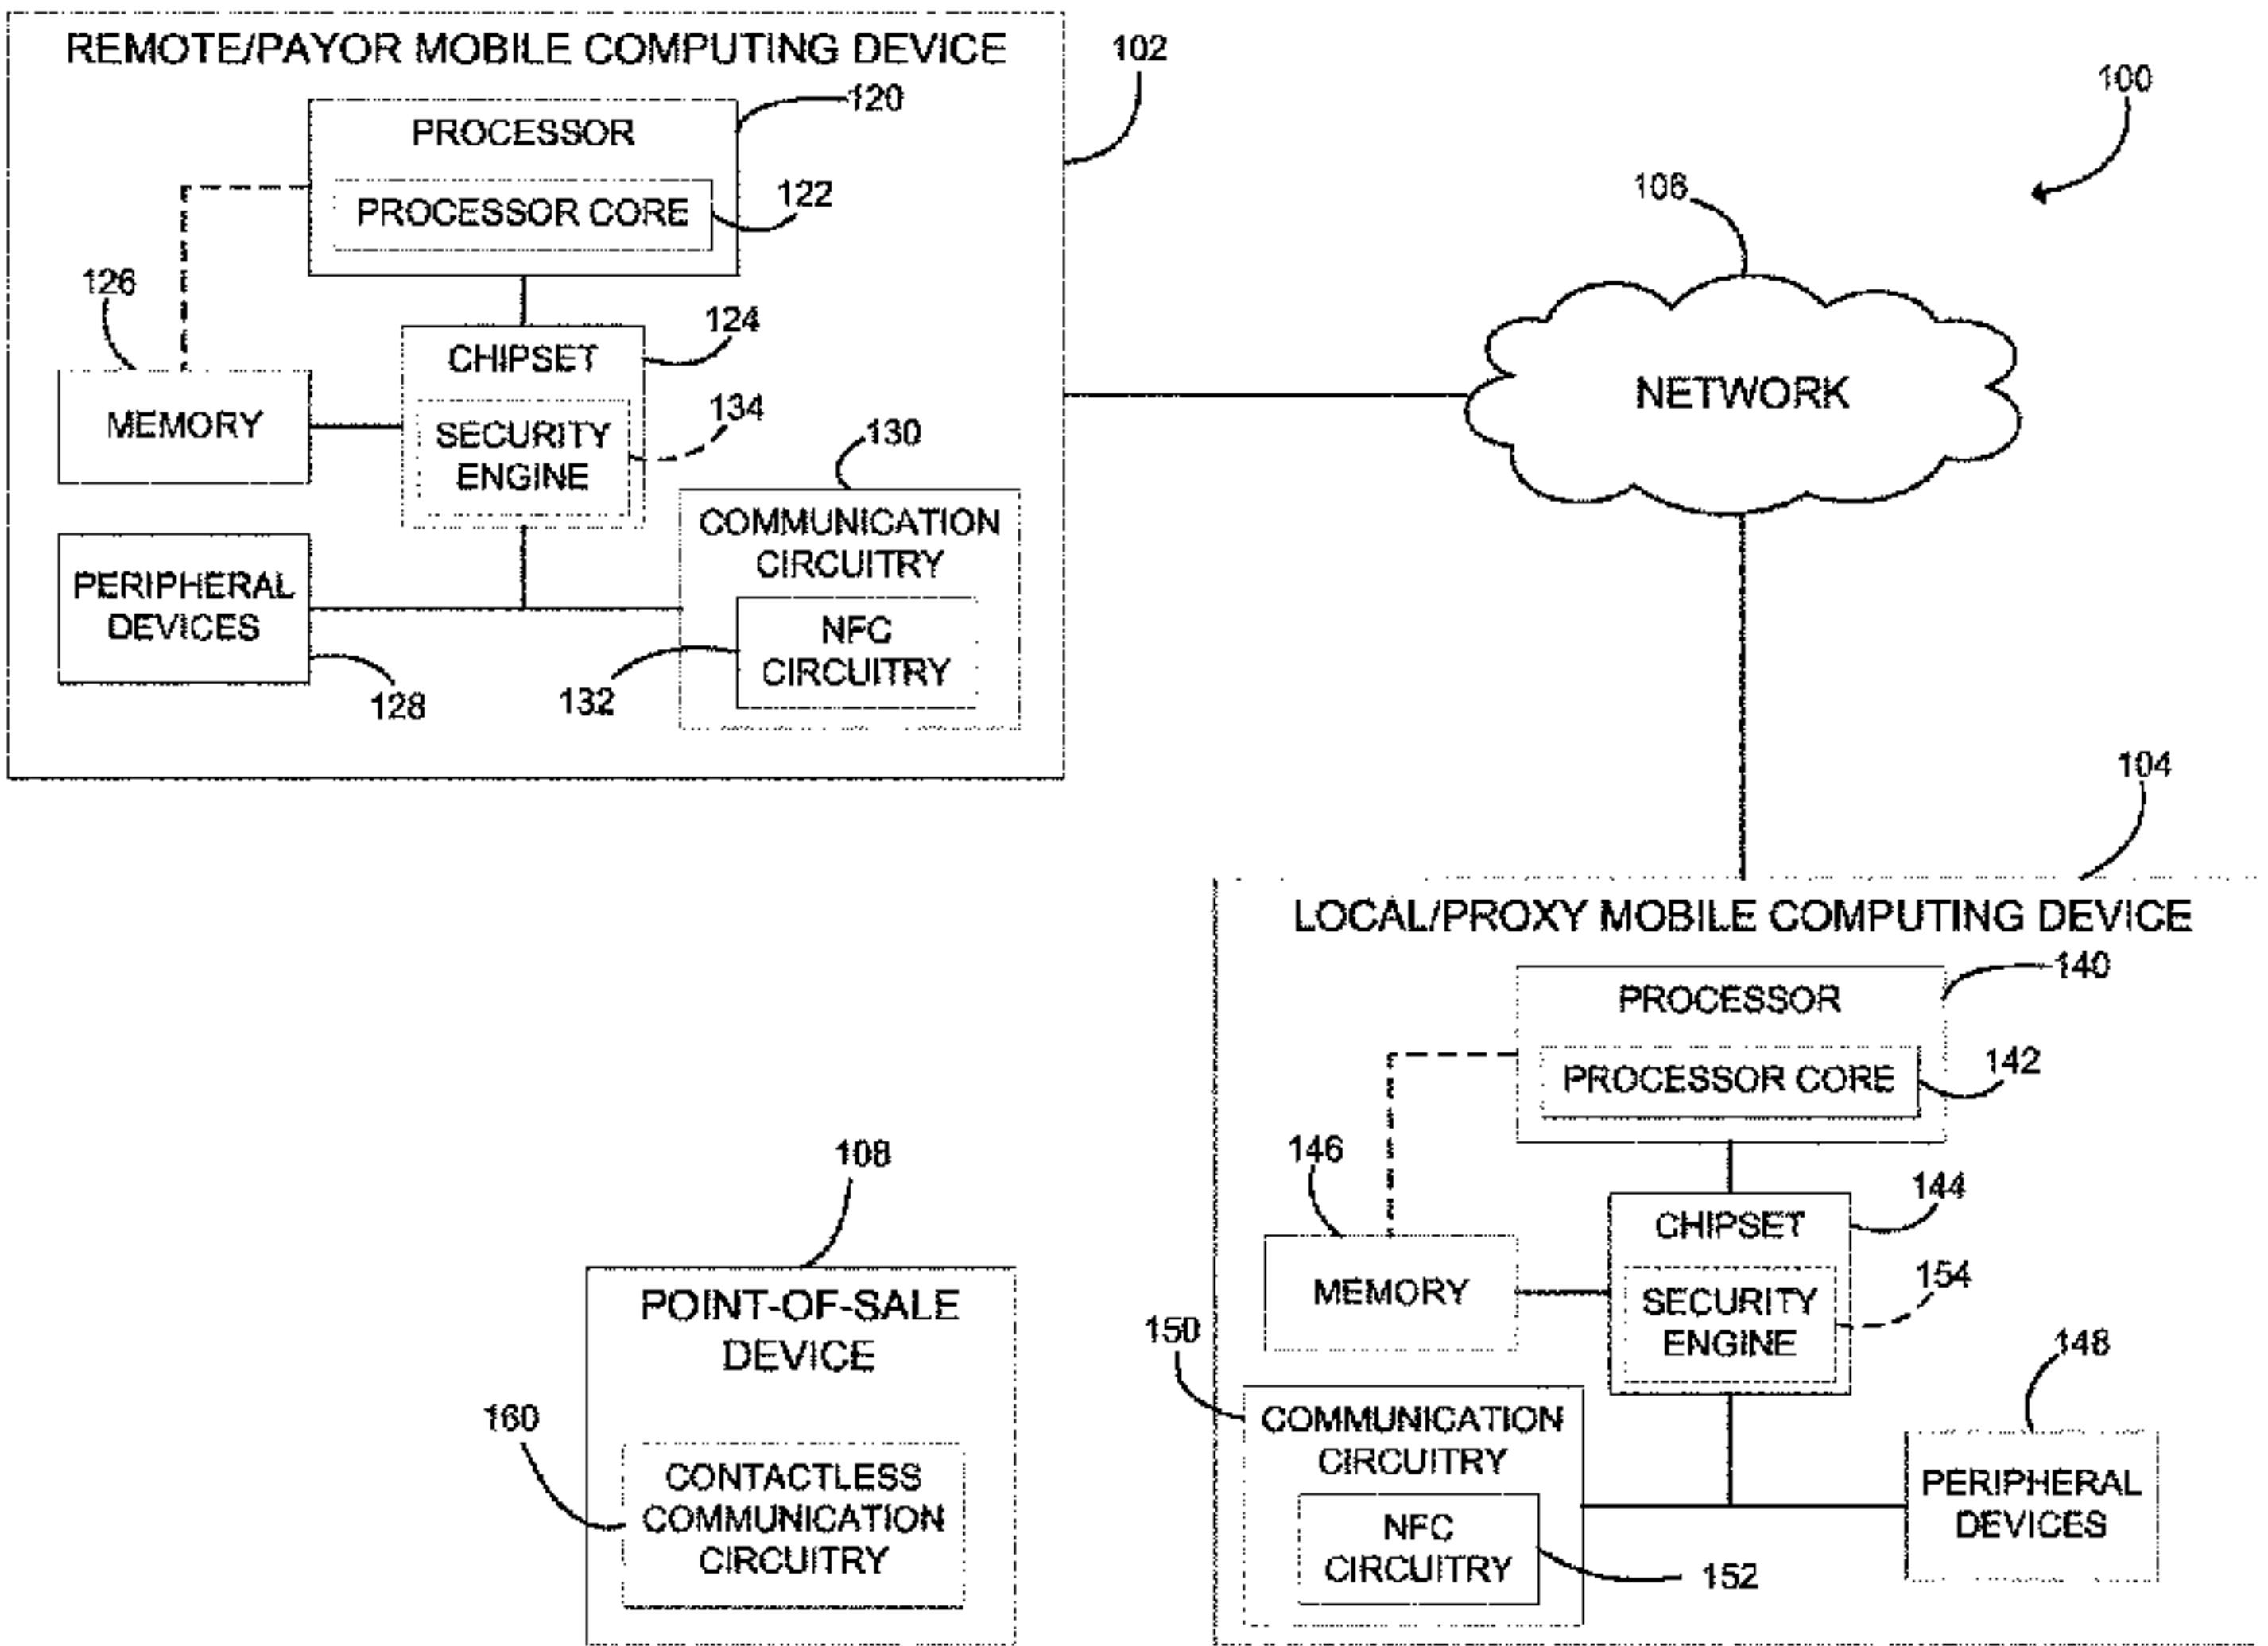 REMOTE/PAYOR MOBILE COMPUTING DEVICE
102
100
120
PROCESSOR
122
PROCESSOR CORE
106
126
124
CHIPSET
NETWORK
MEMORY
134
SECURITY
ENGINE
130
COMMUNICATION
CIRCUITRY
PERIPHERAL
DEVICES
NFC
CIRCUITRY
128
132
104
LOCAL/PROXY MOBILE COMPUTING DEVICE
140
PROCESSOR
142
PROCESSOR CORE
146
108
144
CHIPSET
MEMORY
154
SECURITY
ENGINE
POINT-OF-SALE
DEVICE
150
148
160
COMMUNICATION
CIRCUITRY
CONTACTLESS
COMMUNICATION
CIRCUITRY
PERIPHERAL
DEVICES
NFC
CIRCUITRY
152